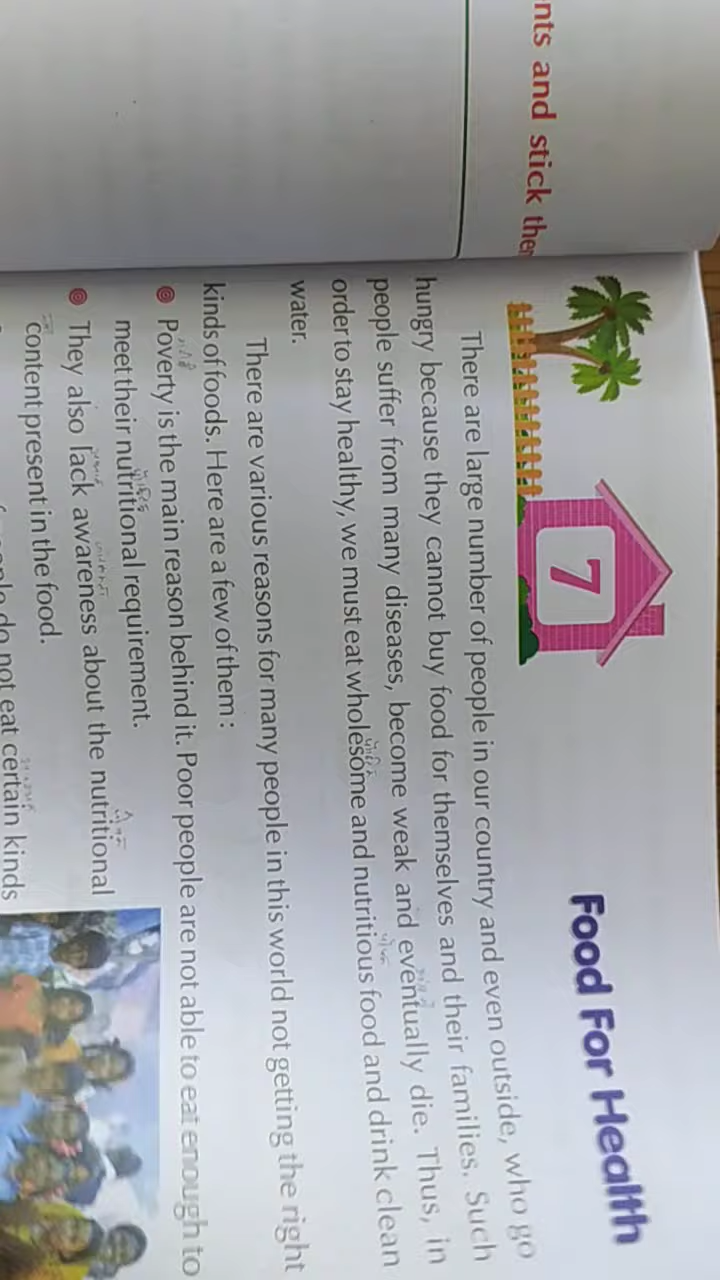 nts and stick
7
Food For Health
There are large number of people in our country and even outside, who go
hungry because they cannot buy food for themselves and their families. Such
people suffer from many diseases, become weak and eventually die. Thus, in
order to stay healthy, we must eat wholesome and nutritious food and drink clean
water.
There are various reasons for many people in this world not getting the right
kinds of foods. Here are a few of them :
Poverty is the main reason behind it. Poor people are not able to eat enough to
meet their nutritional requirement.
They also lack awareness about the nutritional
content present in the food.
do not eat certain kinds